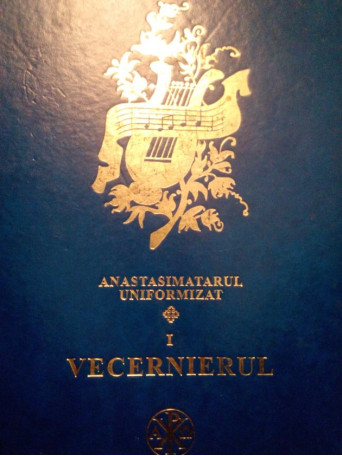 ANASTASIMATARUL
UNIFORMIZAT
I
VECERNIERUL